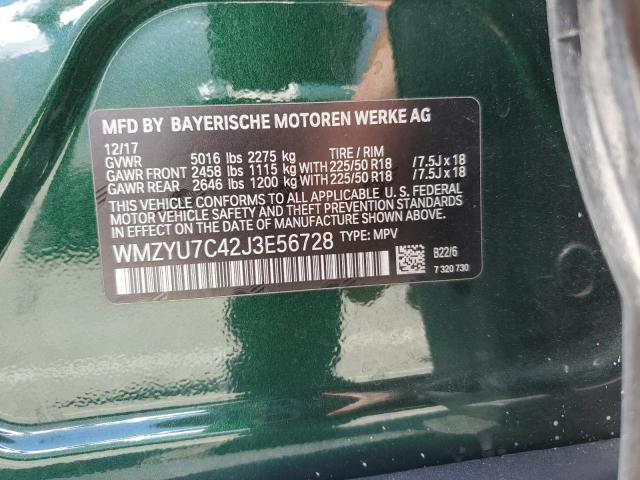 MFD BY BAYERISCHE MOTOREN WERKE AG
12/17 TIRE / RIM
GVWR 5016 lbs 2275 kg
GAWR FRONT 2458 lbs 1115 kg WITH 225/50 R18 /7.5J x 18
GAWR REAR 2646 lbs 1200 kg WITH 225/50 R18 /7.5J x 18
THIS VEHICLE CONFORMS TO ALL APPLICABLE U. S. FEDERAL
MOTOR VEHICLE SAFETY, BUMPER AND THEFT PREVENTION
STANDARDS IN EFFECT ON THE DATE OF MANUFACTURE SHOWN
ABOVE.
WMZYU7C42J3E56728 TYPE: MPV
B22/6
7 320 730